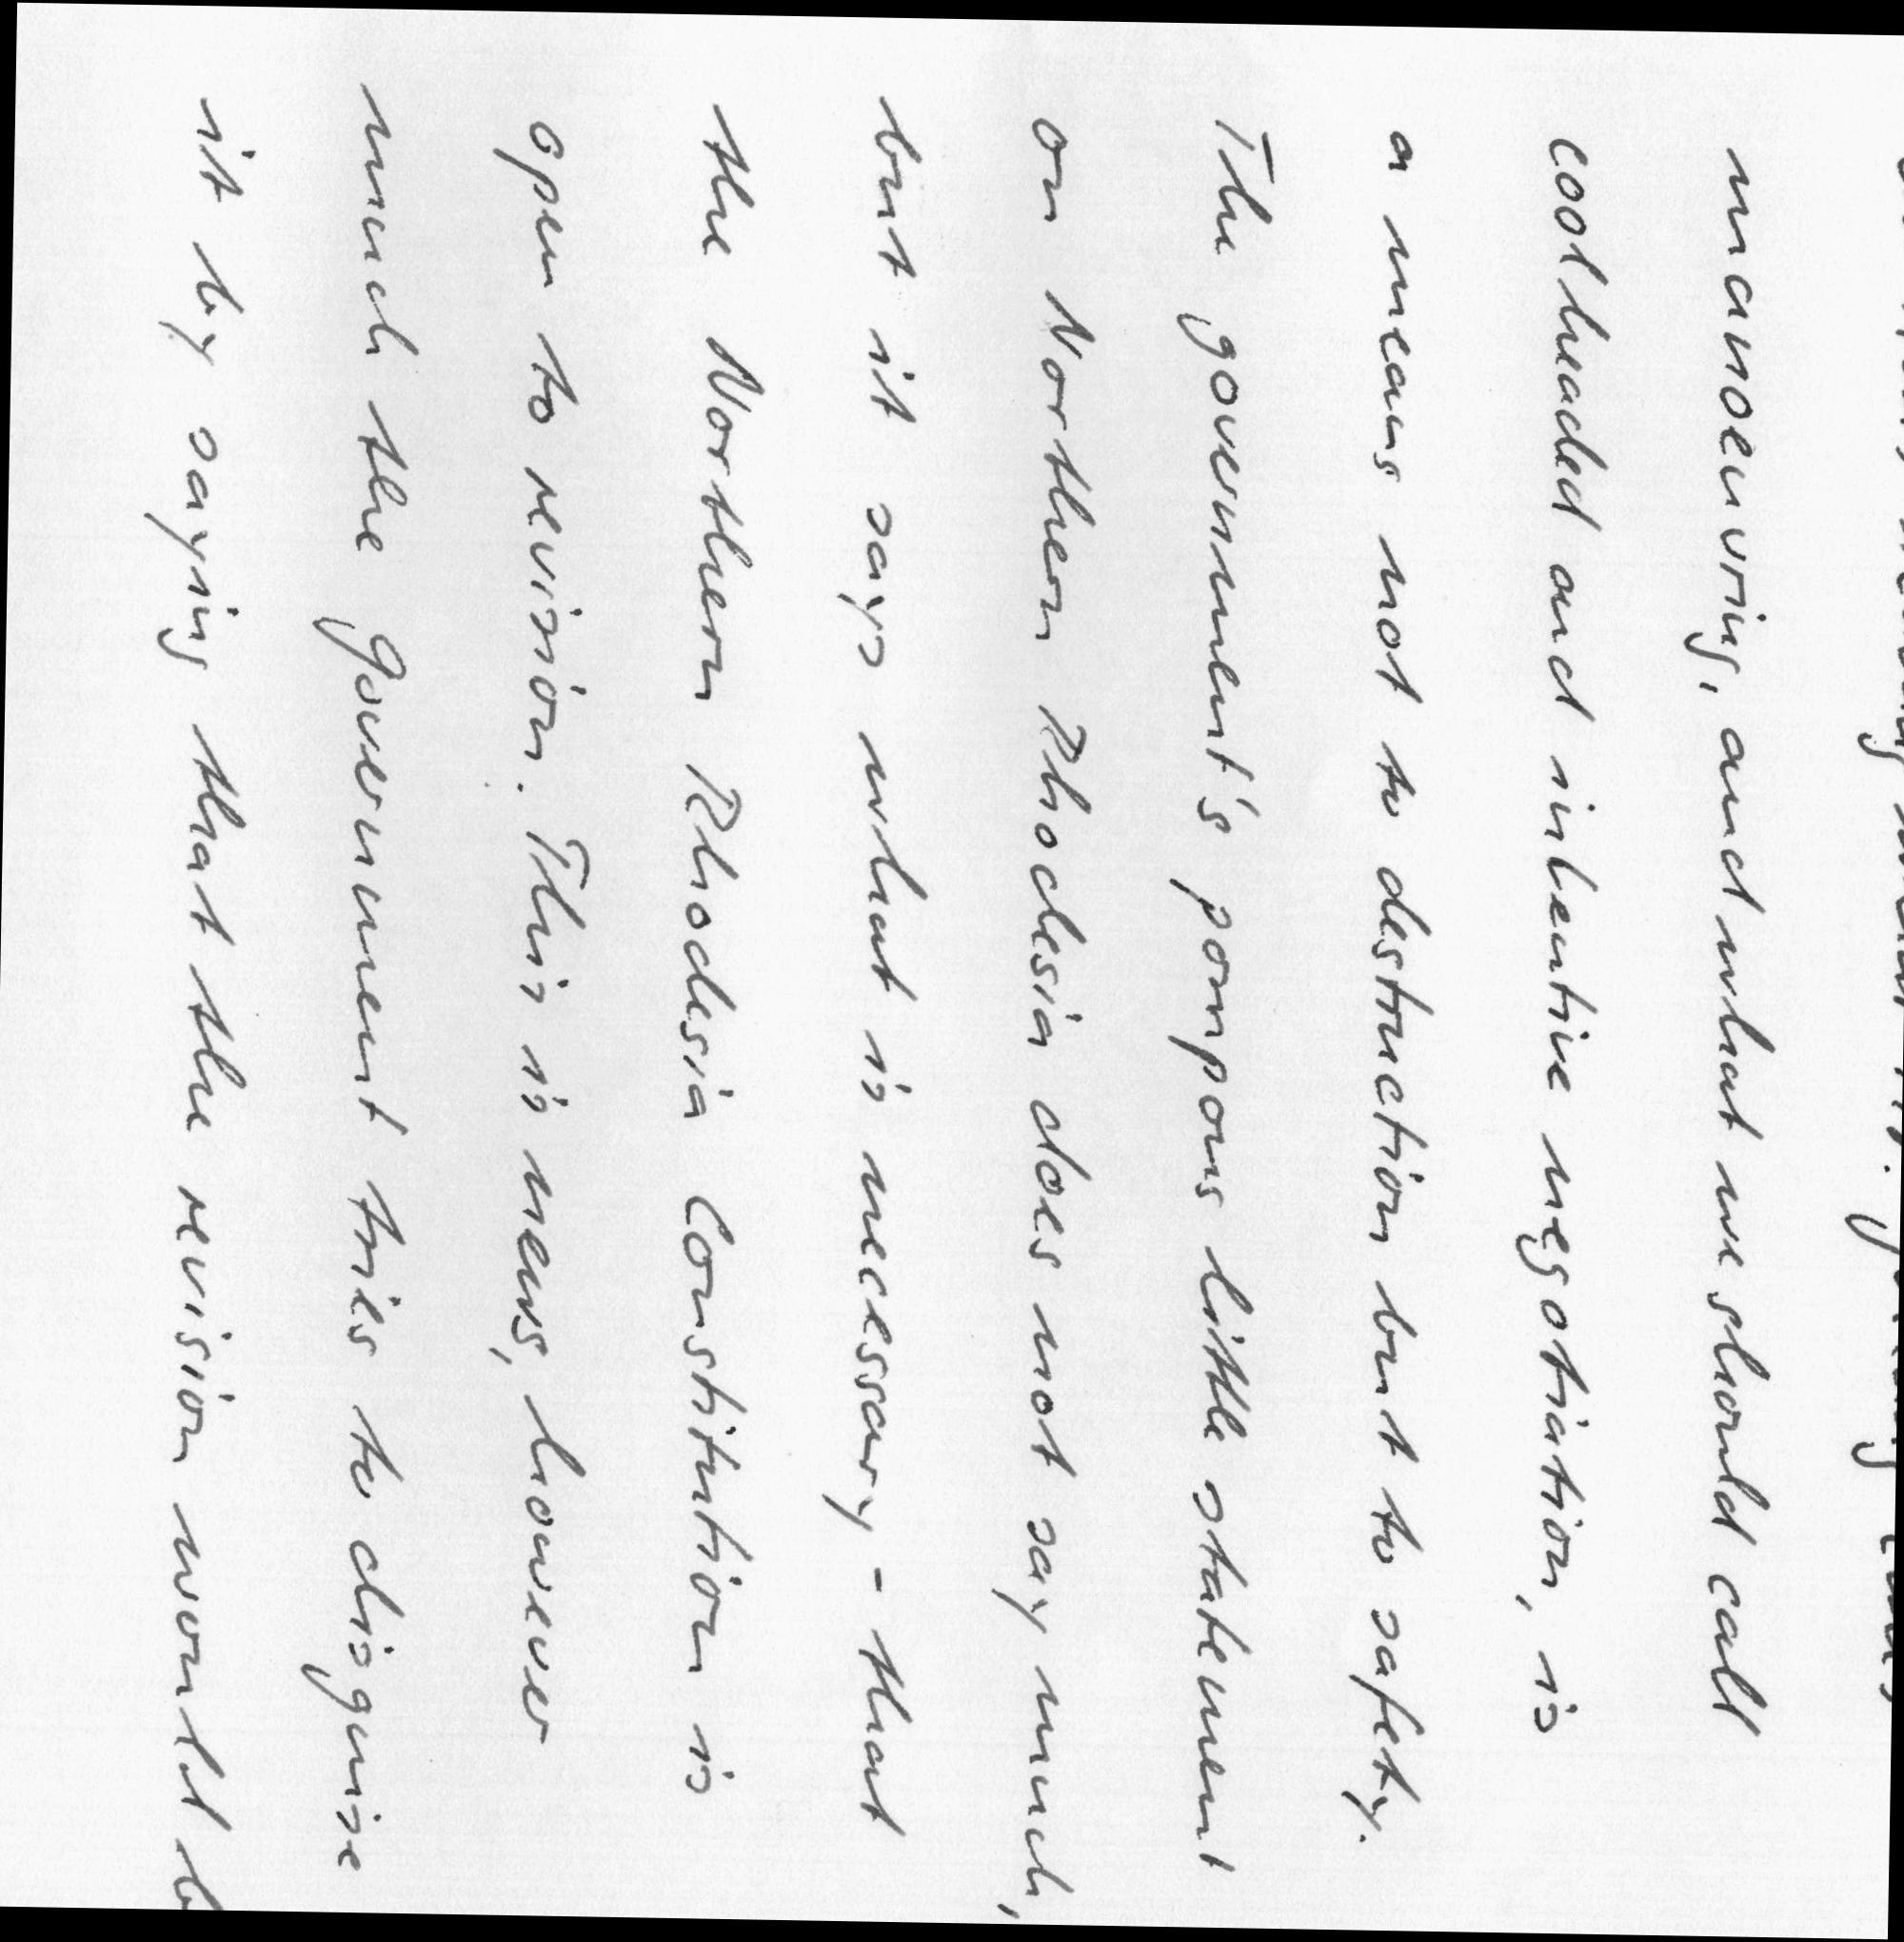 manoeuvring, and what we should call
coolheaded and inbentive negotiation, is
a means not to destruction but to safety.
The government's pompous little statement
on Northern Rhodesia does not say much,
but it says what is necessary - that
the Northern Rhodesia Constitution is
open to revision. This is news, however
much the government tries to disguise
it by saying that the revision would b